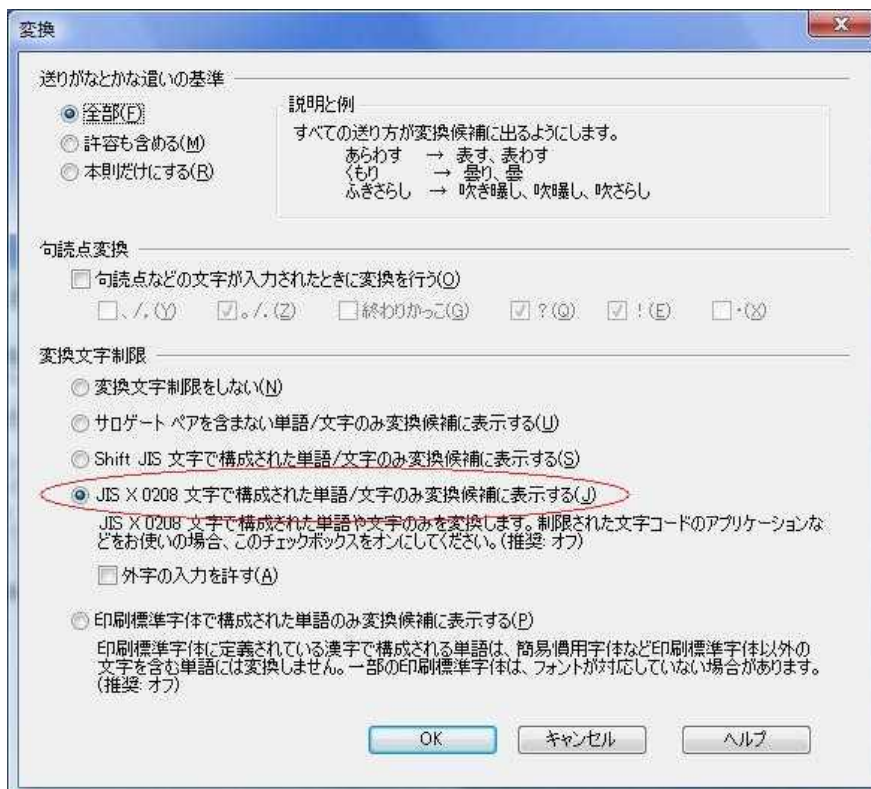 変換
送りがなとかな遣いの基準
全部(F)
許容も含める(M)
本則だけにする(R)
説明と例
すべての送り方が変換候補に出るようにします。
あらわす → 表す、表わす
くもり → 曇り、曇
ふきさらし → 吹き曝し、吹曝し、吹さらし
句読点変換
句読点などの文字が入力されたときに変換を行う(O)
、/,(Y) 。/.(Z) 終わりかっこ(G) ?(Q) !(E) ・(X)
変換文字制限
変換文字制限をしない(N)
サロゲート ペアを含まない単語/文字のみ変換候補に表示する(U)
Shift JIS 文字で構成された単語/文字のみ変換候補に表示する(S)
JIS X 0208 文字で構成された単語/文字のみ変換候補に表示する(J)
JIS X 0208 文字で構成された単語や文字のみを変換します。制限された文字コードのアプリケーションな
どをお使いの場合、このチェックボックスをオンにしてください。(推奨: オフ)
外字の入力を許す(A)
印刷標準字体で構成された単語のみ変換候補に表示する(P)
印刷標準字体に定義されている漢字で構成される単語は、簡易慣用字体など印刷標準字体以外の
文字を含む単語には変換しません。一部の印刷標準字体は、フォントが対応していない場合があります。
(推奨: オフ)
OK キャンセル ヘルプ